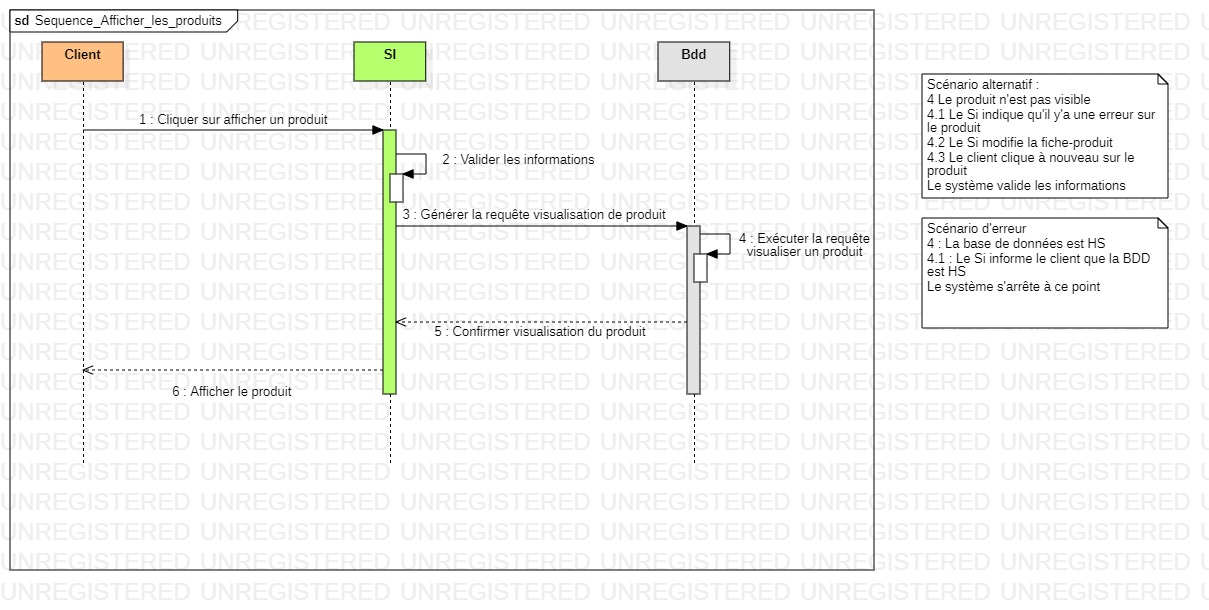 sd Sequence_Afficher_les_produits
Client
SI
Bdd
1 : Cliquer sur afficher un produit
2 : Valider les informations
3 : Générer la requête visualisation de produit
4 : Exécuter la requête
visualiser un produit
5 : Confirmer visualisation du produit
6 : Afficher le produit
Scénario alternatif :
4 Le produit n'est pas visible
4.1 Le Si indique qu'il y'a une erreur sur
le produit
4.2 Le Si modifie la fiche-produit
4.3 Le client clique à nouveau sur le
produit
Le système valide les informations
Scénario d'erreur
4 : La base de données est HS
4.1 : Le Si informe le client que la BDD
est HS
Le système s'arrête à ce point
UNREGISTERED